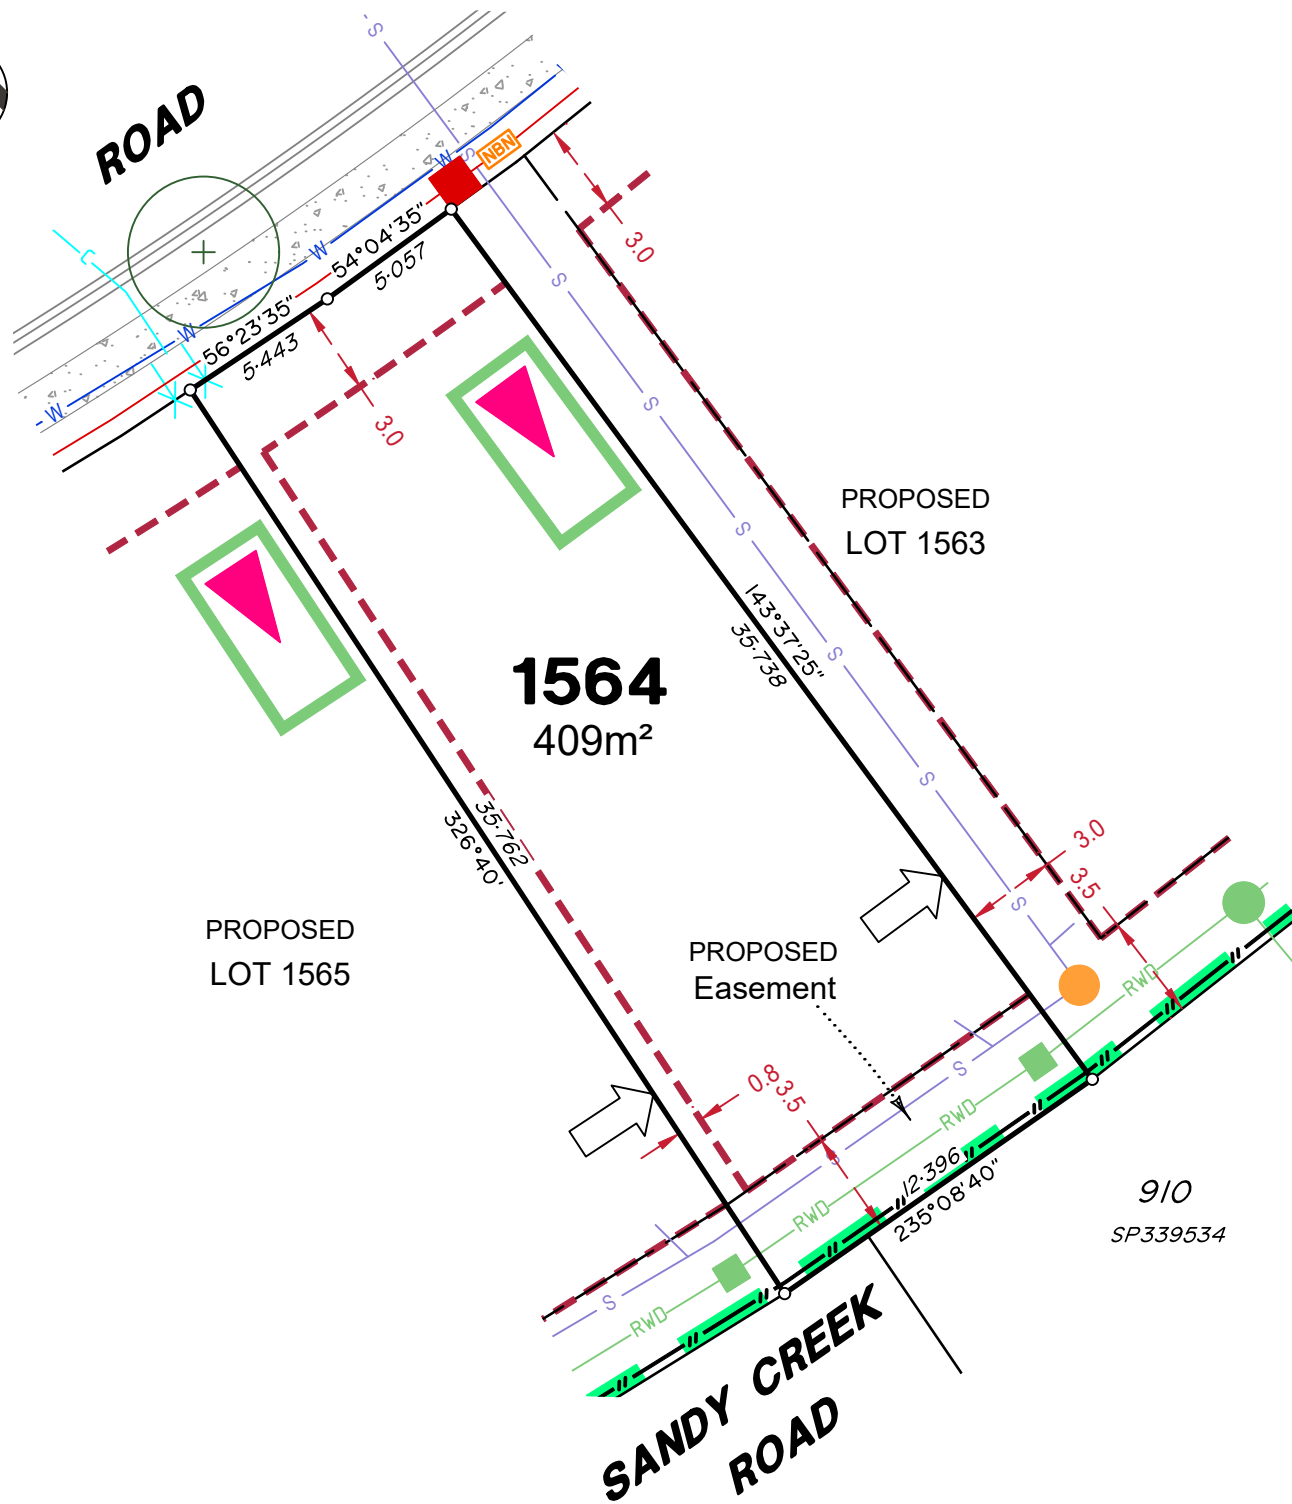 S
ROAD
W
S
NBN
54°04'35"
5·057
3.0
W
C
W
56°23'35"
5·443
S
3.0
W
S
PROPOSED
LOT 1563
S
143°37'25"
35·738
S
1564
409m²
S
35·762
326°40'
3.0
3.5
S
PROPOSED
LOT 1565
PROPOSED
Easement
RWD
S
0.8
3.5
RWD
S
12·396
235°08'40"
910
SP339534
RWD
S
RWD
SANDY CREEK
ROAD